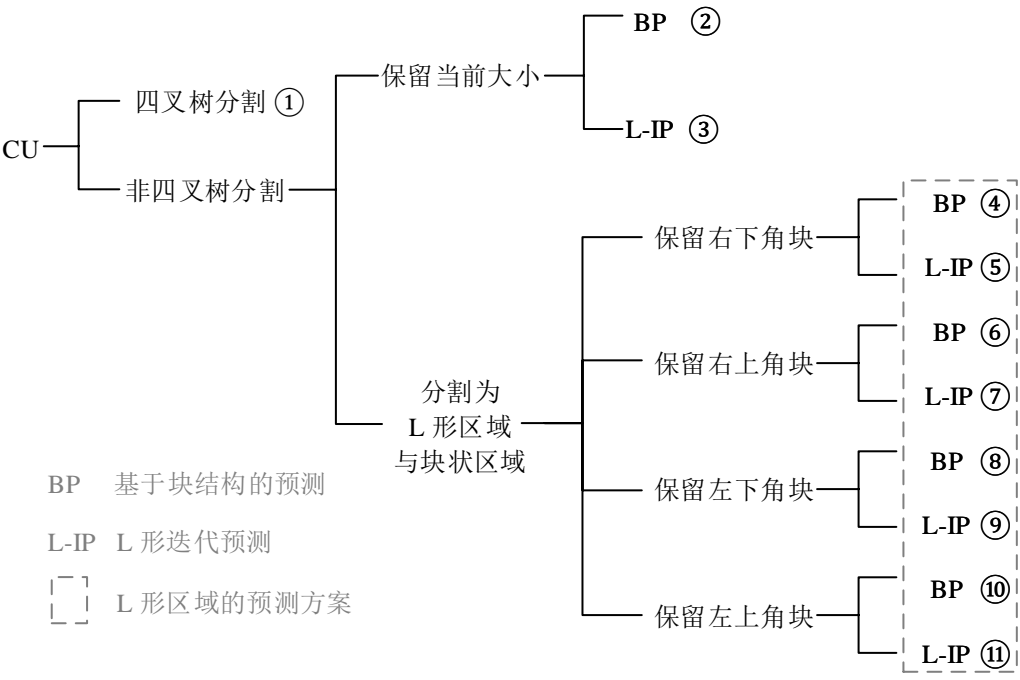 BP ②
保留当前大小
四叉树分割 ①
L-IP ③
CU
非四叉树分割
BP ④
保留右下角块
L-IP ⑤
BP ⑥
保留右上角块
L-IP ⑦
分割为
L 形区域
与块状区域
BP ⑧
保留左下角块
L-IP ⑨
BP ⑩
保留左上角块
L-IP ⑪
BP 基于块结构的预测
L-IP L 形迭代预测
L 形区域的预测方案